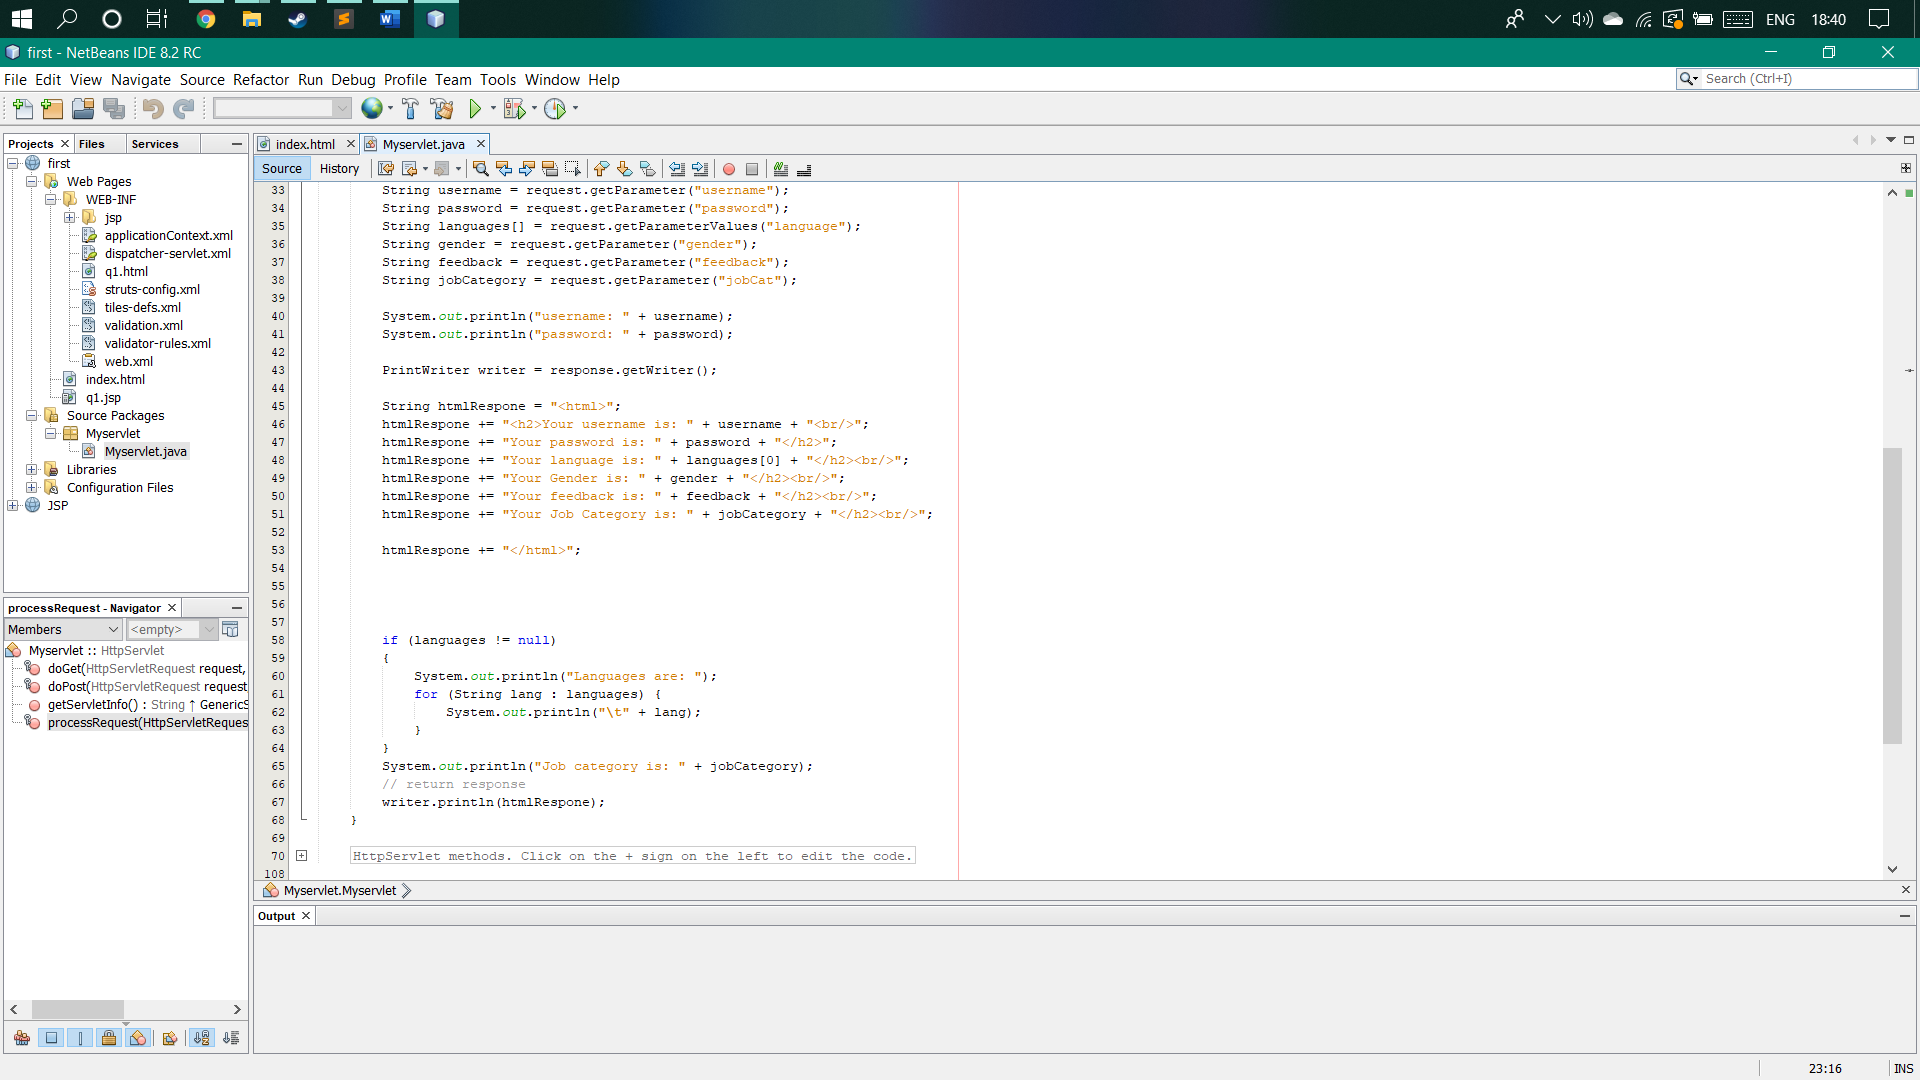 ENG 18:40
first - NetBeans IDE 8.2 RC
File Edit View Navigate Source Refactor Run Debug Profile Team Tools Window Help
Search (Ctrl+I)
Projects Files Services
first
Web Pages
WEB-INF
jsp
applicationContext.xml
dispatcher-servlet.xml
q1.html
struts-config.xml
tiles-defs.xml
validation.xml
validator-rules.xml
web.xml
index.html
q1.jsp
Source Packages
Myservlet
Myservlet.java
Libraries
Configuration Files
JSP
processRequest - Navigator
Members <empty>
Myservlet :: HttpServlet
doGet(HttpServletRequest request,
doPost(HttpServletRequest request
getServletInfo() : String ↑ GenericS
processRequest(HttpServletReques
index.html Myservlet.java
Source History
33 String username = request.getParameter("username");
34 String password = request.getParameter("password");
35 String languages[] = request.getParameterValues("language");
36 String gender = request.getParameter("gender");
37 String feedback = request.getParameter("feedback");
38 String jobCategory = request.getParameter("jobCat");
39
40 System.out.println("username: " + username);
41 System.out.println("password: " + password);
42
43 PrintWriter writer = response.getWriter();
44
45 String htmlRespone = "<html>";
46 htmlRespone += "<h2>Your username is: " + username + "<br/>";
47 htmlRespone += "Your password is: " + password + "</h2>";
48 htmlRespone += "Your language is: " + languages[0] + "</h2><br/>";
49 htmlRespone += "Your Gender is: " + gender + "</h2><br/>";
50 htmlRespone += "Your feedback is: " + feedback + "</h2><br/>";
51 htmlRespone += "Your Job Category is: " + jobCategory + "</h2><br/>";
52
53 htmlRespone += "</html>";
54
55
56
57
58 if (languages != null)
59 {
60 System.out.println("Languages are: ");
61 for (String lang : languages) {
62 System.out.println("\t" + lang);
63 }
64 }
65 System.out.println("Job category is: " + jobCategory);
66 // return response
67 writer.println(htmlRespone);
68 }
69
70 HttpServlet methods. Click on the + sign on the left to edit the code.
108
Myservlet.Myservlet
Output
23:16 INS